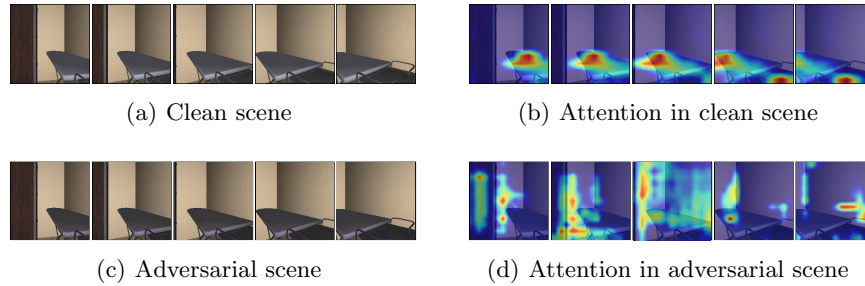 (a) Clean scene
(b) Attention in clean scene
(c) Adversarial scene
(d) Attention in adversarial scene